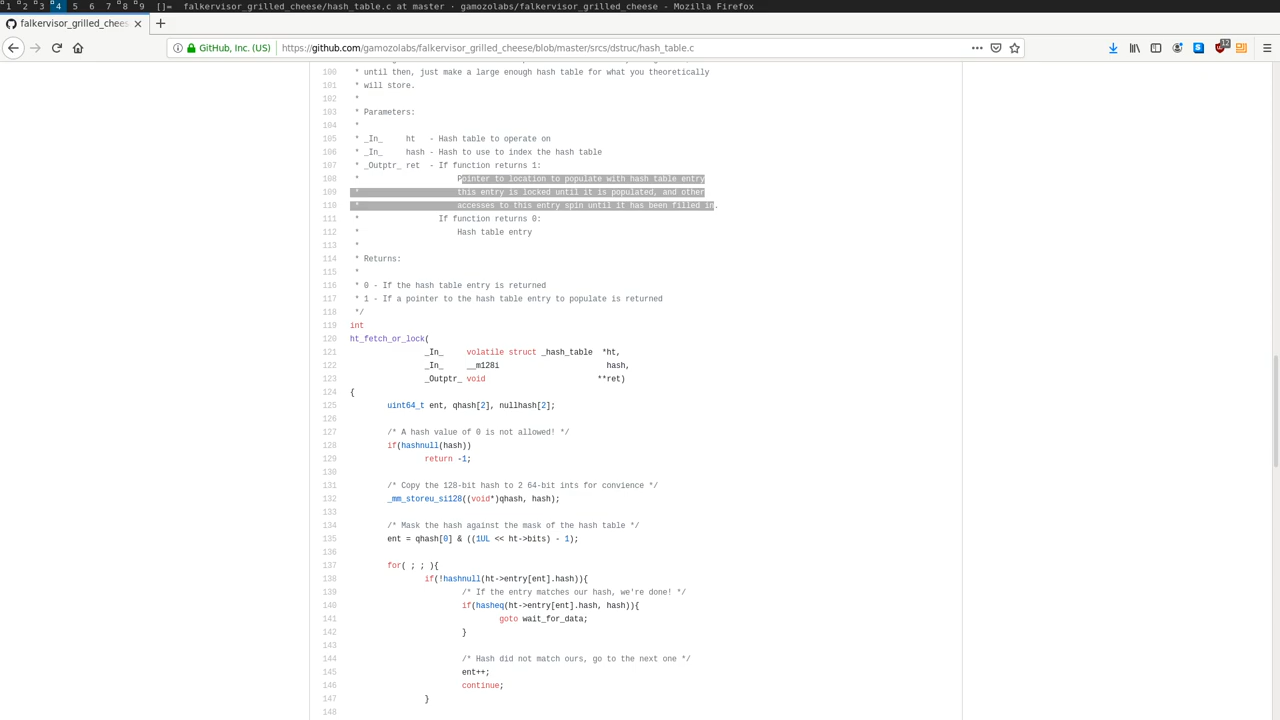 1 2 3 4 5 6 7 8 9 []= falkervisor_grilled_cheese/hash_table.c at master · gamozolabs/falkervisor_grilled_cheese - Mozilla Firefox
falkervisor_grilled_chees
GitHub, Inc. (US) https://github.com/gamozolabs/falkervisor_grilled_cheese/blob/master/srcs/dstruc/hash_table.c 12
100 * until then, just make a large enough hash table for what you theoretically
101 * will store.
102 *
103 * Parameters:
104 *
105 * _In_ ht - Hash table to operate on
106 * _In_ hash - Hash to use to index the hash table
107 * _Outptr_ ret - If function returns 1:
108 * Pointer to location to populate with hash table entry
109 * this entry is locked until it is populated, and other
110 * accesses to this entry spin until it has been filled in.
111 * If function returns 0:
112 * Hash table entry
113 *
114 * Returns:
115 *
116 * 0 - If the hash table entry is returned
117 * 1 - If a pointer to the hash table entry to populate is returned
118 */
119 int
120 ht_fetch_or_lock(
121 _In_ volatile struct _hash_table *ht,
122 _In_ __m128i hash,
123 _Outptr_ void **ret)
124 {
125 uint64_t ent, qhash[2], nullhash[2];
126
127 /* A hash value of 0 is not allowed! */
128 if(hashnull(hash))
129 return -1;
130
131 /* Copy the 128-bit hash to 2 64-bit ints for convience */
132 _mm_storeu_si128((void*)qhash, hash);
133
134 /* Mask the hash against the mask of the hash table */
135 ent = qhash[0] & ((1UL << ht->bits) - 1);
136
137 for( ; ; ){
138 if(!hashnull(ht->entry[ent].hash)){
139 /* If the entry matches our hash, we're done! */
140 if(hasheq(ht->entry[ent].hash, hash)){
141 goto wait_for_data;
142 }
143
144 /* Hash did not match ours, go to the next one */
145 ent++;
146 continue;
147 }
148